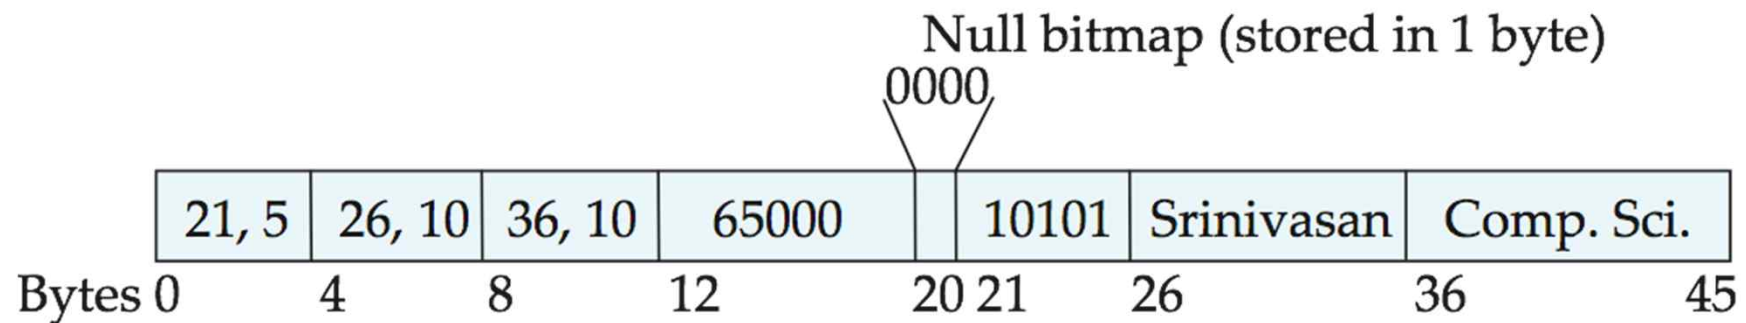 Null bitmap (stored in 1 byte)
0000
21, 5 26, 10 36, 10 65000 10101 Srinivasan Comp. Sci.
Bytes 0 4 8 12 20 21 26 36 45